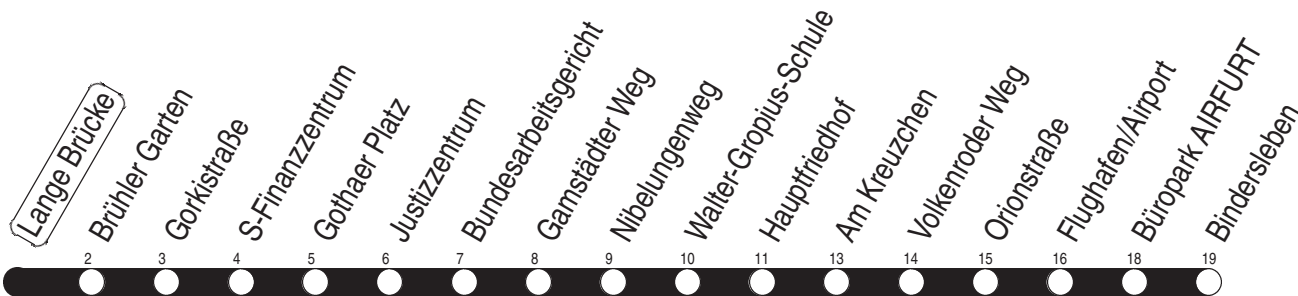 Lange Brücke
Brühler Garten
Gorkistraße
S-Finanzzentrum
Gothaer Platz
Justizzentrum
Bundesarbeitsgericht
Gamstädter Weg
Nibelungenweg
Walter-Gropius-Schule
Hauptfriedhof
Am Kreuzchen
Volkenroder Weg
Orionstraße
Flughafen/Airport
Büropark AIRFURT
Bindersleben
2 3 4 5 6 7 8 9 10 11 13 14 15 16 18 19